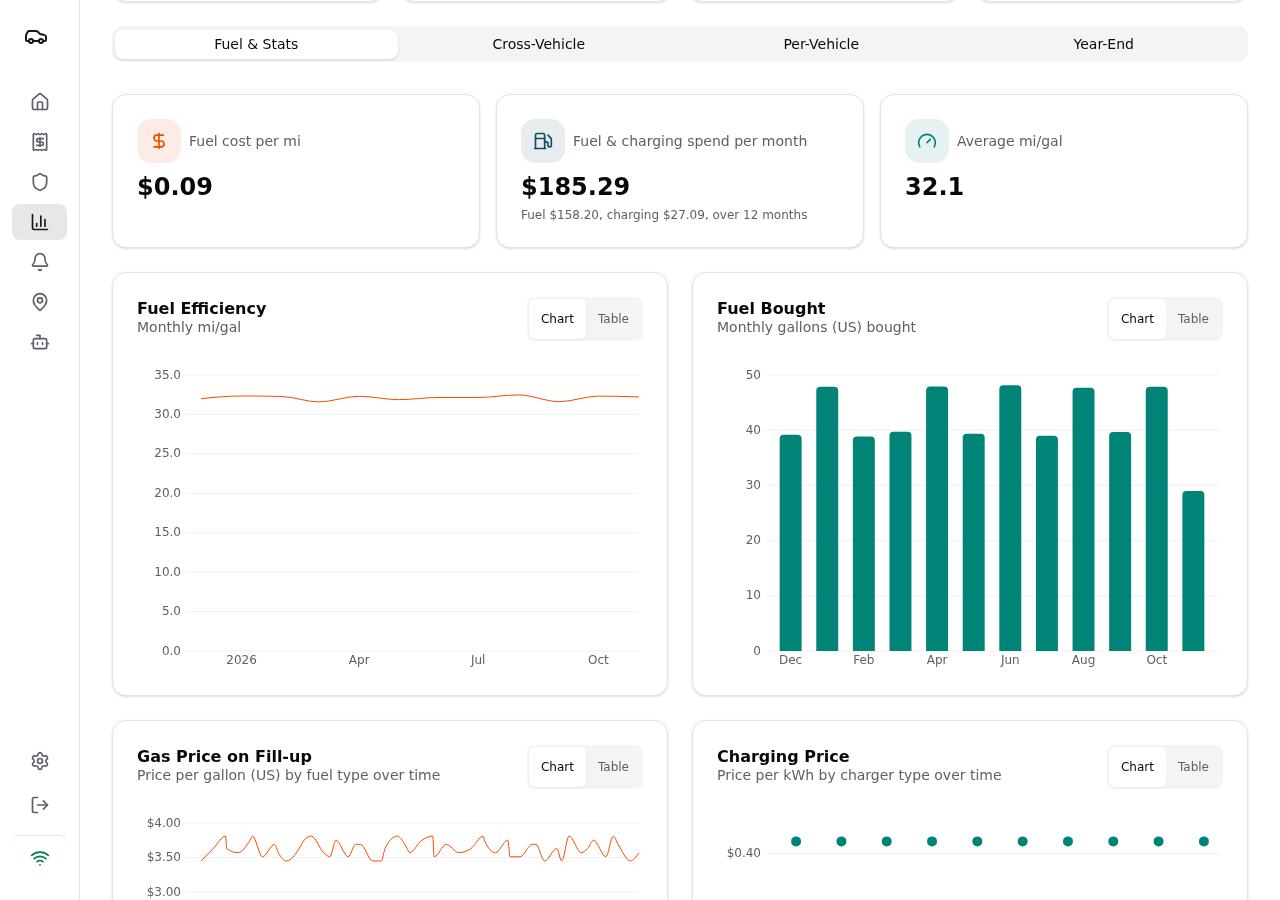 Fuel & Stats
Cross-Vehicle
Per-Vehicle
Year-End
Fuel cost per mi
$0.09
Fuel & charging spend per month
$185.29
Fuel $158.20, charging $27.09, over 12 months
Average mi/gal
32.1
Fuel Efficiency
Monthly mi/gal
Chart
Table
35.0
30.0
25.0
20.0
15.0
10.0
5.0
0.0
2026
Apr
Jul
Oct
Fuel Bought
Monthly gallons (US) bought
Chart
Table
50
40
30
20
10
0
Dec
Feb
Apr
Jun
Aug
Oct
Gas Price on Fill-up
Price per gallon (US) by fuel type over time
Chart
Table
$4.00
$3.50
$3.00
Charging Price
Price per kWh by charger type over time
Chart
Table
$0.40